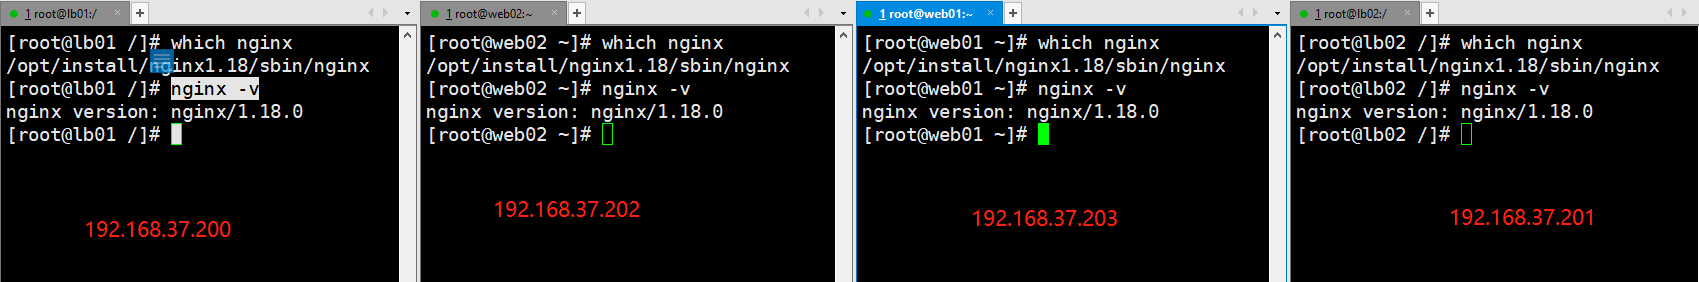 1 root@lb01:/ × +
[root@lb01 /]# which nginx
/opt/install/nginx1.18/sbin/nginx
[root@lb01 /]# nginx -v
nginx version: nginx/1.18.0
[root@lb01 /]#
192.168.37.200
1 root@web02:~ × +
[root@web02 ~]# which nginx
/opt/install/nginx1.18/sbin/nginx
[root@web02 ~]# nginx -v
nginx version: nginx/1.18.0
[root@web02 ~]#
192.168.37.202
1 root@web01:~ × +
[root@web01 ~]# which nginx
/opt/install/nginx1.18/sbin/nginx
[root@web01 ~]# nginx -v
nginx version: nginx/1.18.0
[root@web01 ~]#
192.168.37.203
1 root@lb02:/ × +
[root@lb02 /]# which nginx
/opt/install/nginx1.18/sbin/nginx
[root@lb02 /]# nginx -v
nginx version: nginx/1.18.0
[root@lb02 /]#
192.168.37.201